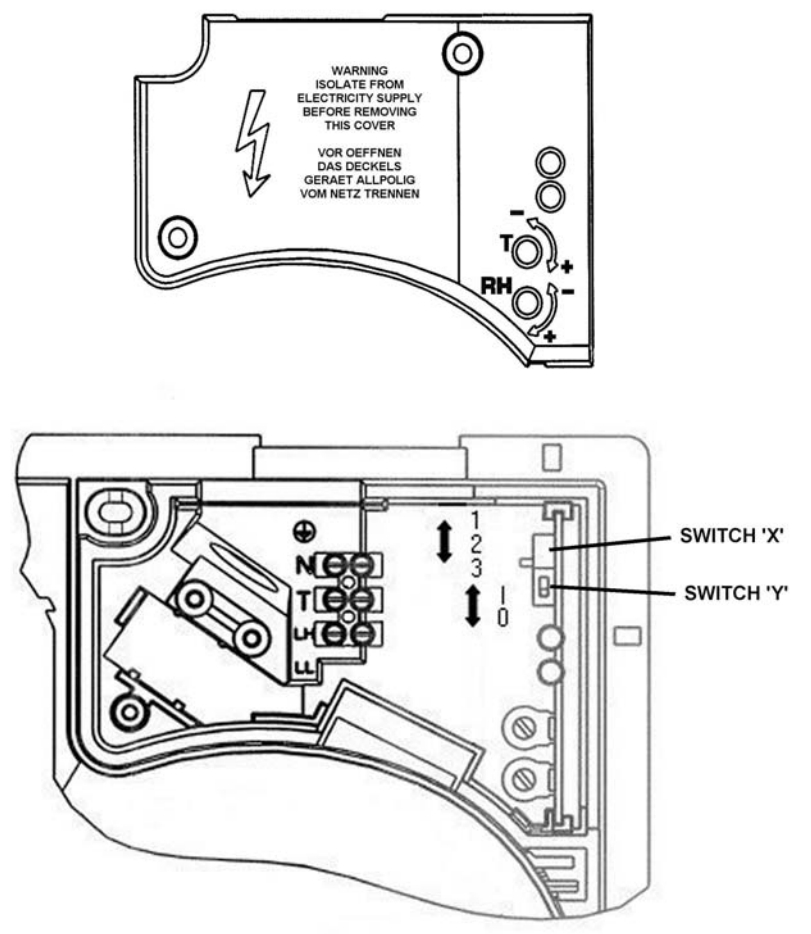 WARNING
ISOLATE FROM
ELECTRICITY SUPPLY
BEFORE REMOVING
THIS COVER
VOR OEFFNEN
DAS DECKELS
GERAET ALLPOLIG
VOM NETZ TRENNEN
-
T
+
RH
-
+
1
2
3
I
0
N
T
LH
LL
SWITCH 'X'
SWITCH 'Y'